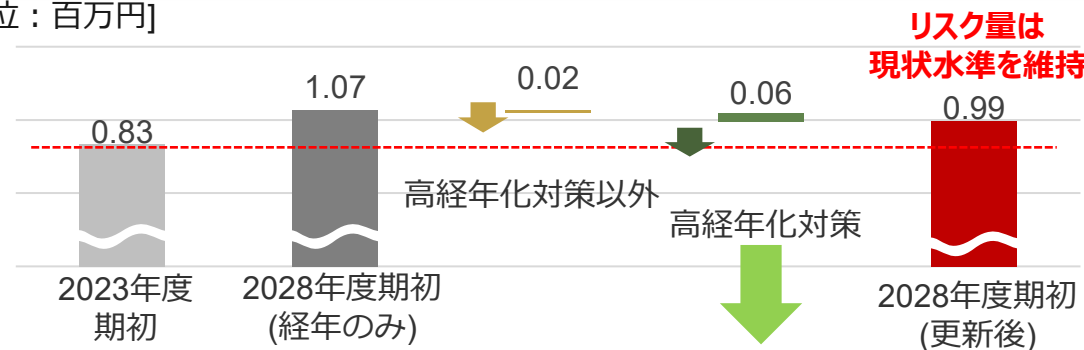 位：百万円]
リスク量は
現状水準を維持
0.83
1.07
0.02
0.06
0.99
高経年化対策以外
高経年化対策
2023年度
期初
2028年度期初
(経年のみ)
2028年度期初
(更新後)